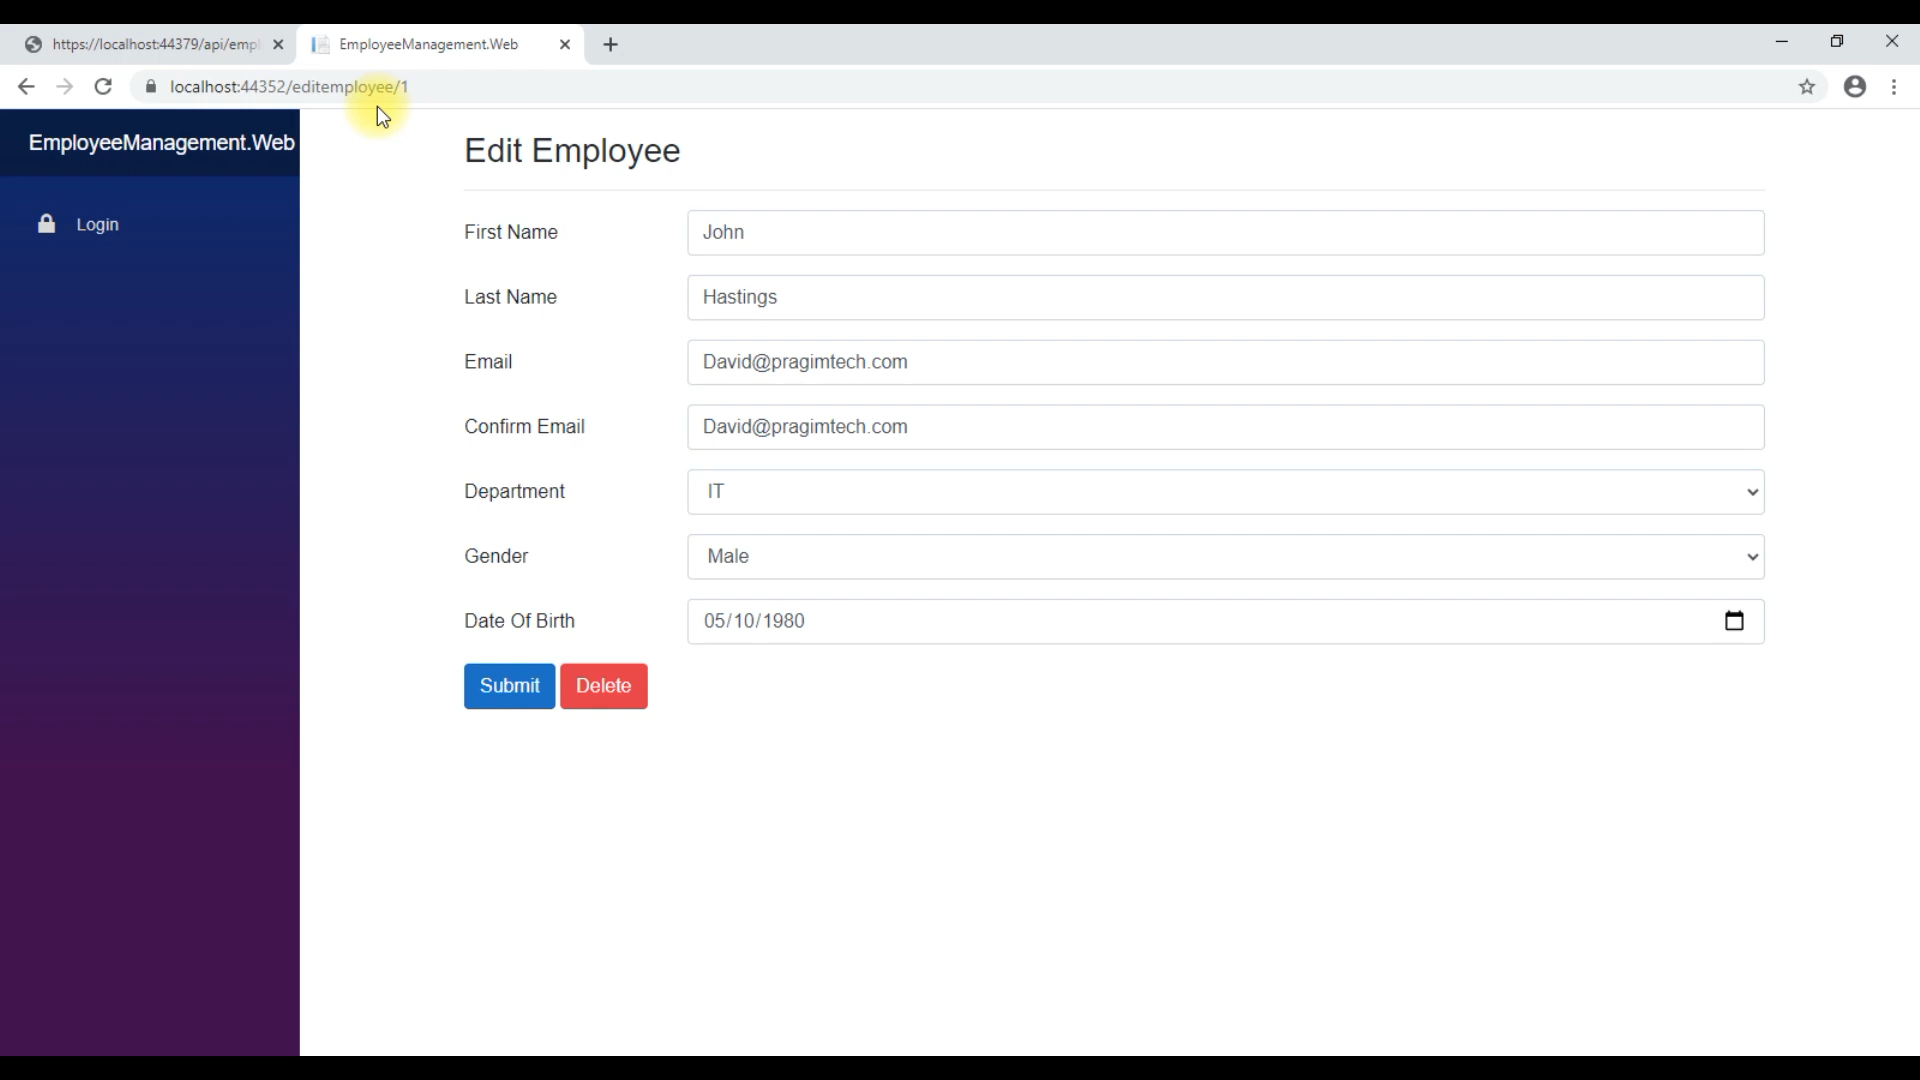 https://localhost:44379/api/empl
EmployeeManagement.Web
localhost:44352/editemployee/1
EmployeeManagement.Web
Login
Edit Employee
First Name
John
Last Name
Hastings
Email
David@pragimtech.com
Confirm Email
David@pragimtech.com
Department
IT
Gender
Male
Date Of Birth
05/10/1980
Submit
Delete